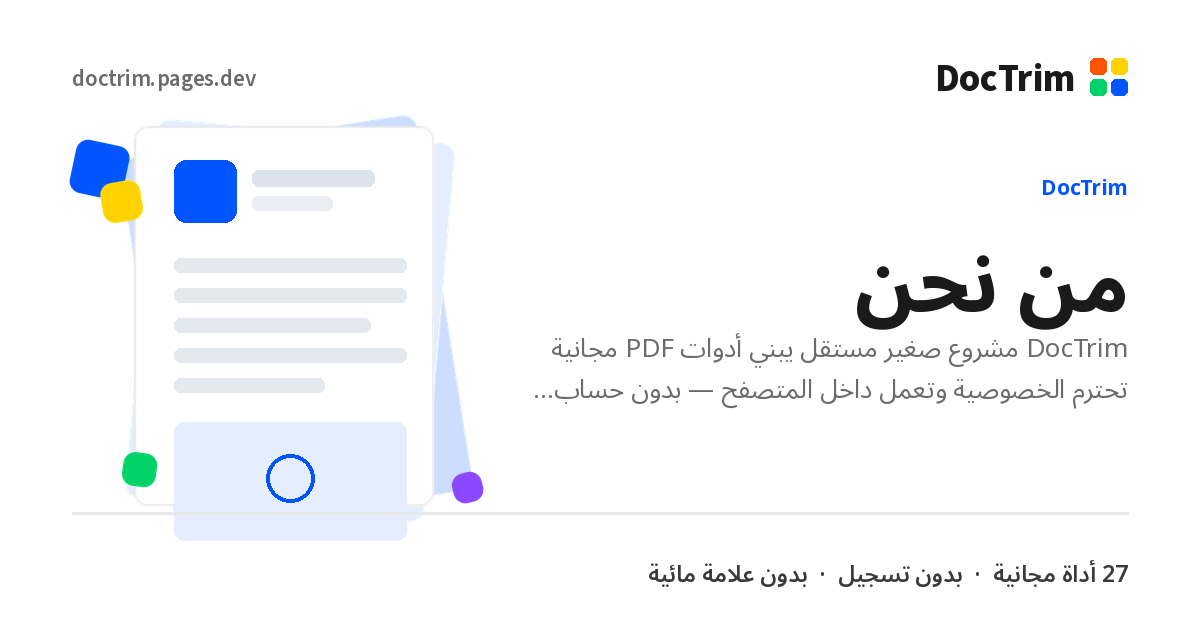 DocTrim
doctrim.pages.dev
DocTrim
من نحن
DocTrim مشروع صغير مستقل يبني أدوات PDF مجانية
تحترم الخصوصية وتعمل داخل المتصفح — بدون حساب...
27 أداة مجانية · بدون تسجيل · بدون علامة مائية